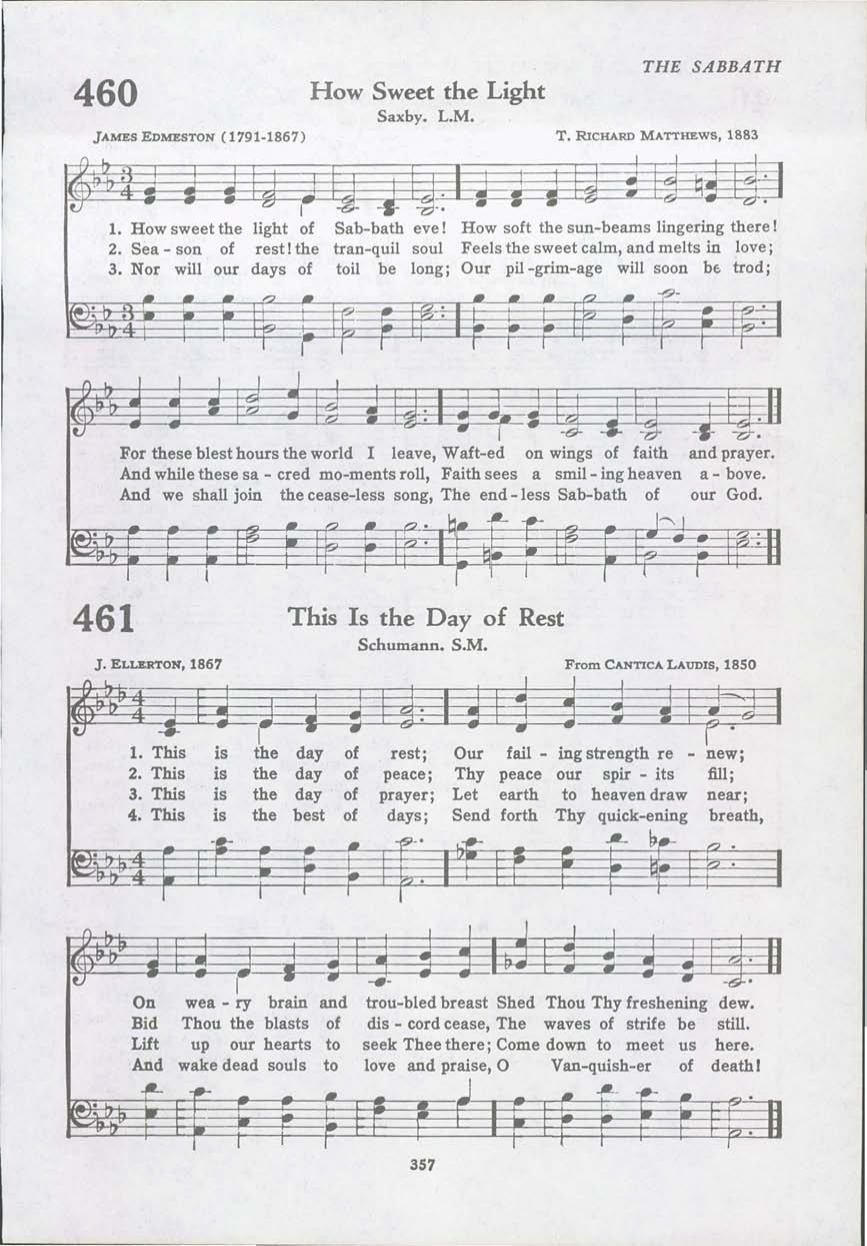 THE SABBATH
460
How Sweet the Light
Saxby. L.M.
JAMES EDMESTON (1791-1867)
T. RICHARD MATTHEWS, 1883
3
4
1. How sweet the light of Sab-bath eve! How soft the sun-beams lingering there!
2. Sea - son of rest! the tran-quil soul Feels the sweet calm, and melts in love;
3. Nor will our days of toil be long; Our pil-grim-age will soon be trod;
3
4
For these blest hours the world I leave, Waft-ed on wings of faith and prayer.
And while these sa - cred mo-ments roll, Faith sees a smil - ing heaven a - bove.
And we shall join the cease-less song, The end - less Sab-bath of our God.
461
This Is the Day of Rest
Schumann. S.M.
J. ELLERTON, 1867
From CANTICA LAUDIS, 1850
4
4
1. This is the day of rest; Our fail - ing strength re - new;
2. This is the day of peace; Thy peace our spir - its fill;
3. This is the day of prayer; Let earth to heaven draw near;
4. This is the best of days; Send forth Thy quick-ening breath,
4
4
On wea - ry brain and trou-bled breast Shed Thou Thy freshening dew.
Bid Thou the blasts of dis - cord cease, The waves of strife be still.
Lift up our hearts to seek Thee there; Come down to meet us here.
And wake dead souls to love and praise, O Van-quish-er of death!
357